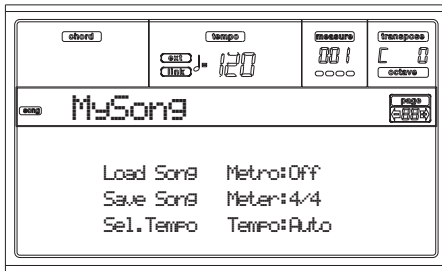 chord tempo measure transpose
ext link ♩= 120 001 C 0
octave
song MySong page 88
Load Song Metro:Off
Save Song Meter:4/4
Sel.Tempo Tempo:Auto